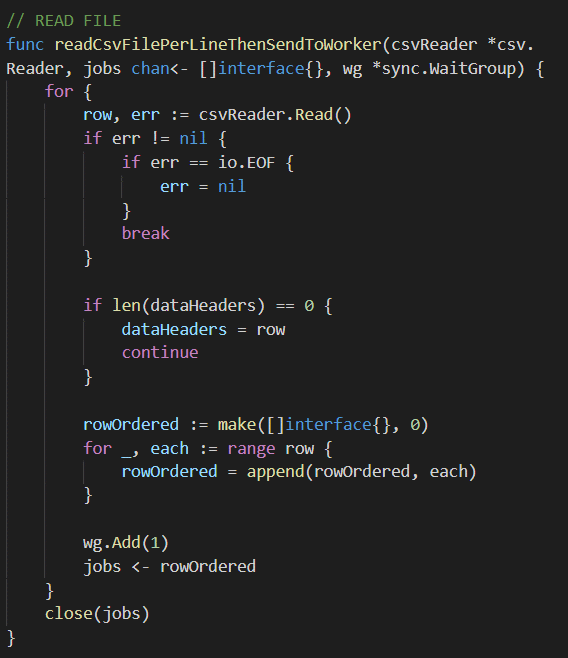 // READ FILE
func readCsvFilePerLineThenSendToWorker(csvReader *csv.
Reader, jobs chan<- []interface{}, wg *sync.WaitGroup) {
    for {
        row, err := csvReader.Read()
        if err != nil {
            if err == io.EOF {
                err = nil
            }
            break
        }

        if len(dataHeaders) == 0 {
            dataHeaders = row
            continue
        }

        rowOrdered := make([]interface{}, 0)
        for _, each := range row {
            rowOrdered = append(rowOrdered, each)
        }

        wg.Add(1)
        jobs <- rowOrdered
    }
    close(jobs)
}